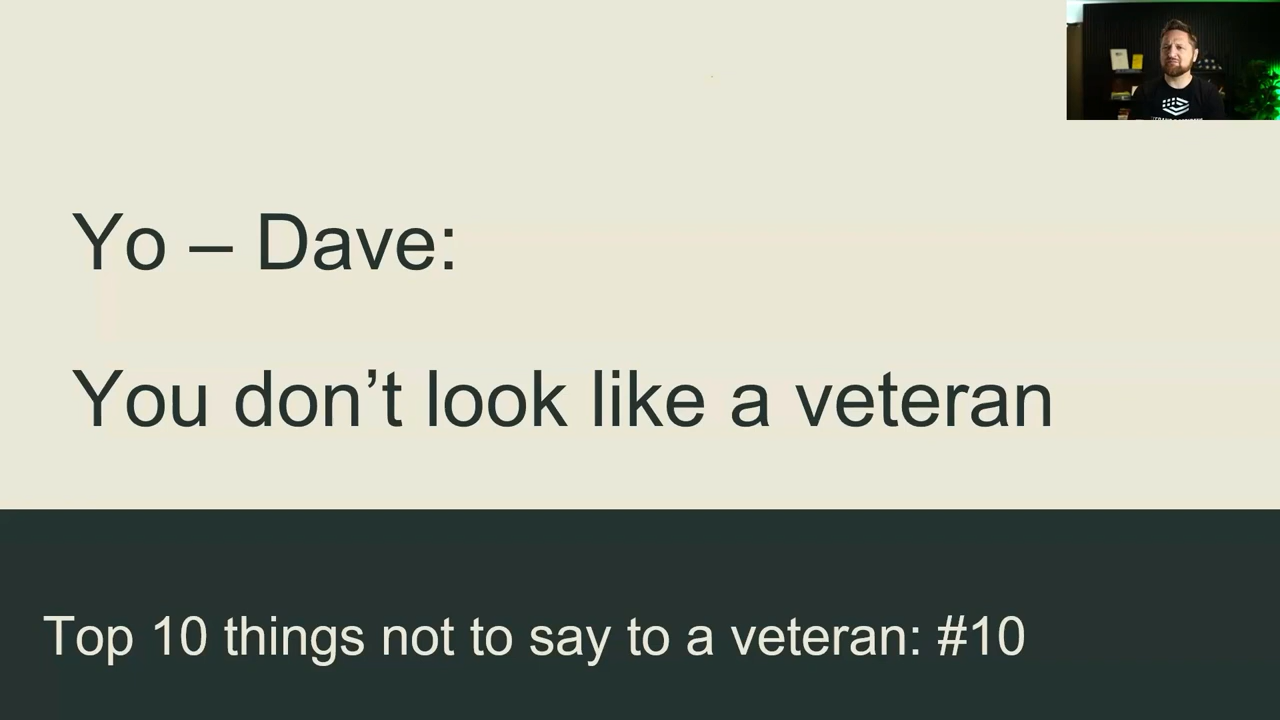 Yo – Dave:
You don’t look like a veteran
Top 10 things not to say to a veteran: #10